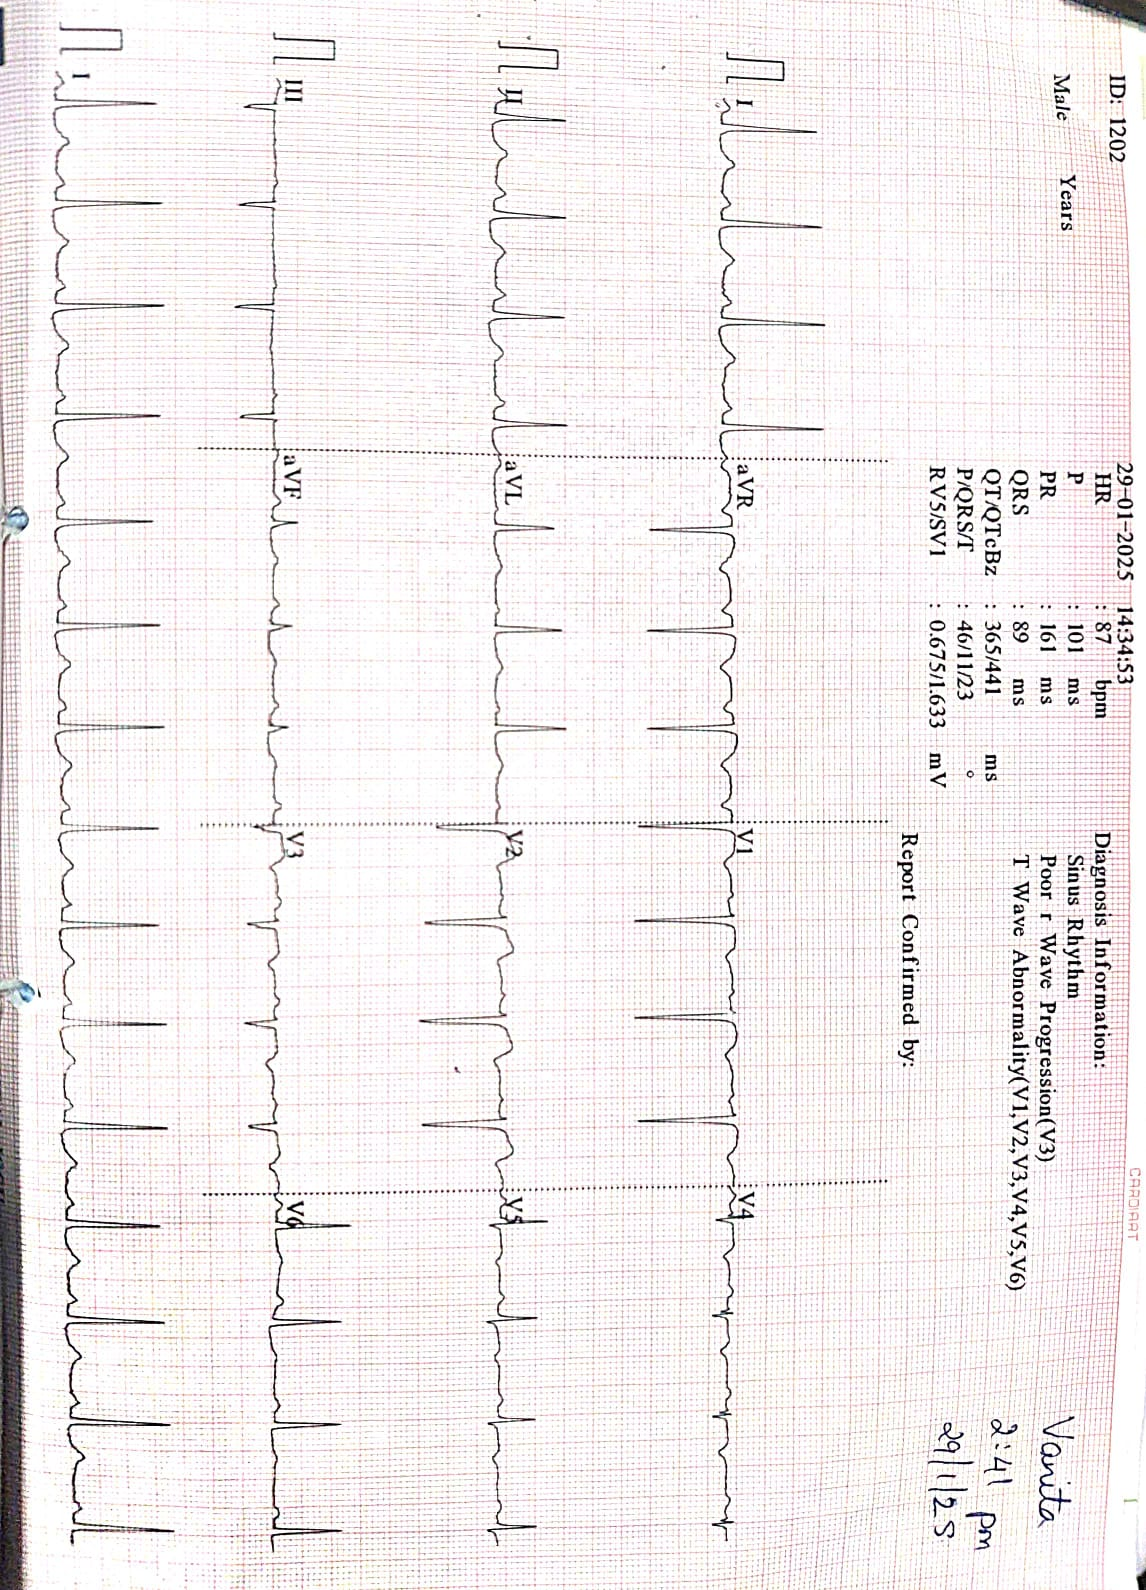 CARDIART
ID: 1202
Male Years
29-01-2025 14:34:53
HR : 87 bpm
P : 101 ms
PR : 161 ms
QRS : 89 ms
QT/QTcBz : 365/441 ms
P/QRS/T : 46/11/23 °
RV5/SV1 : 0.675/1.633 mV
Diagnosis Information:
Sinus Rhythm
Poor r Wave Progression(V3)
T Wave Abnormality(V1,V2,V3,V4,V5,V6)
Report Confirmed by:
Vanita
2:41 pm
29/1/25
I aVR V1 V4
II aVL V2 V5
III aVF V3 V6
I